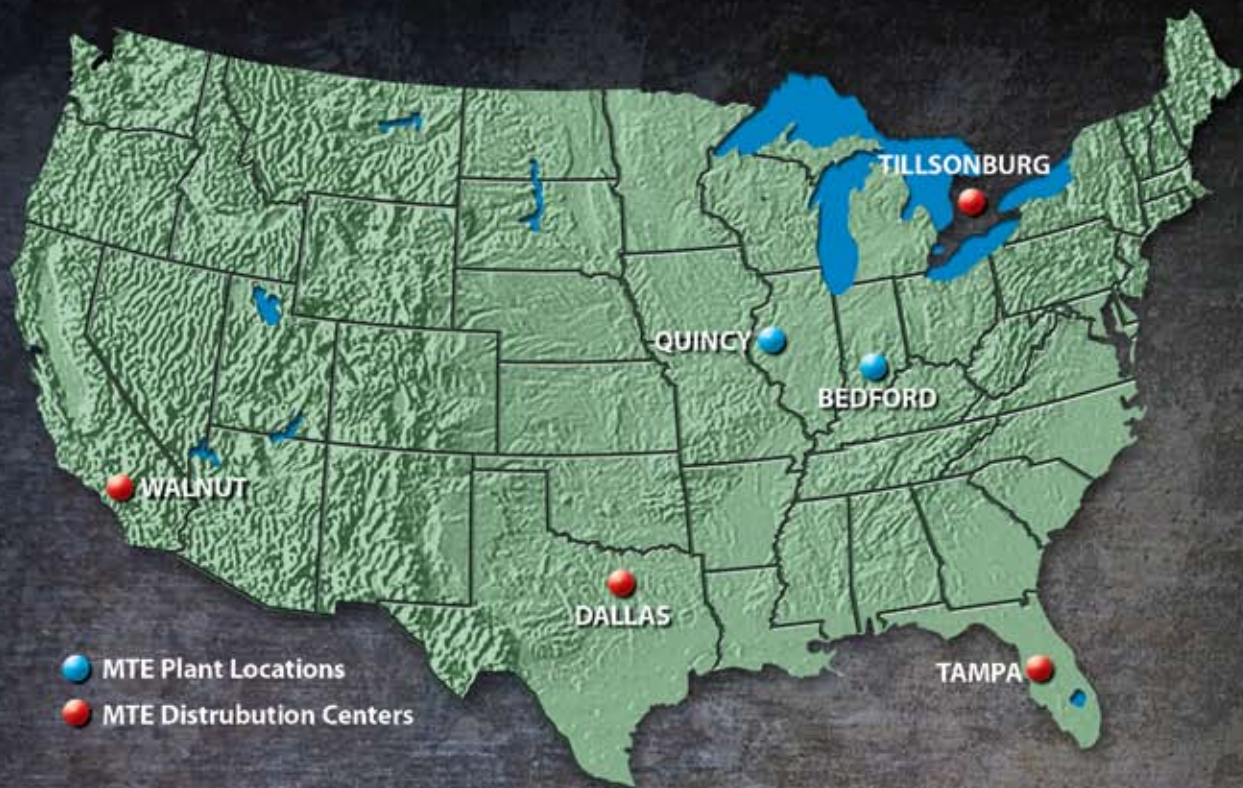 TILLSONBURG
QUINCY
BEDFORD
WALNUT
DALLAS
TAMPA
MTE Plant Locations
MTE Distrubution Centers